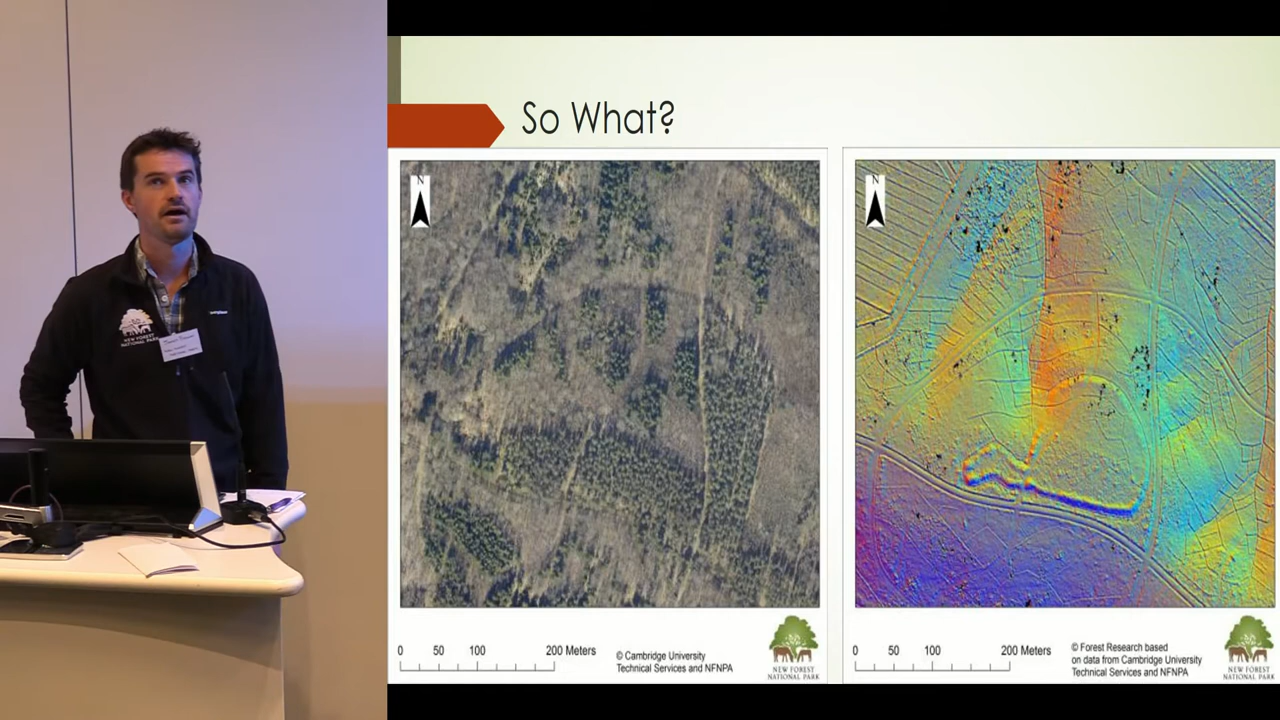 So What?
N
N
NEW FOREST
NATIONAL PARK
0 50 100 200 Meters
© Cambridge University
Technical Services and NFNPA
NEW FOREST
NATIONAL PARK
0 50 100 200 Meters
© Forest Research based
on data from Cambridge University
Technical Services and NFNPA
NEW FOREST
NATIONAL PARK